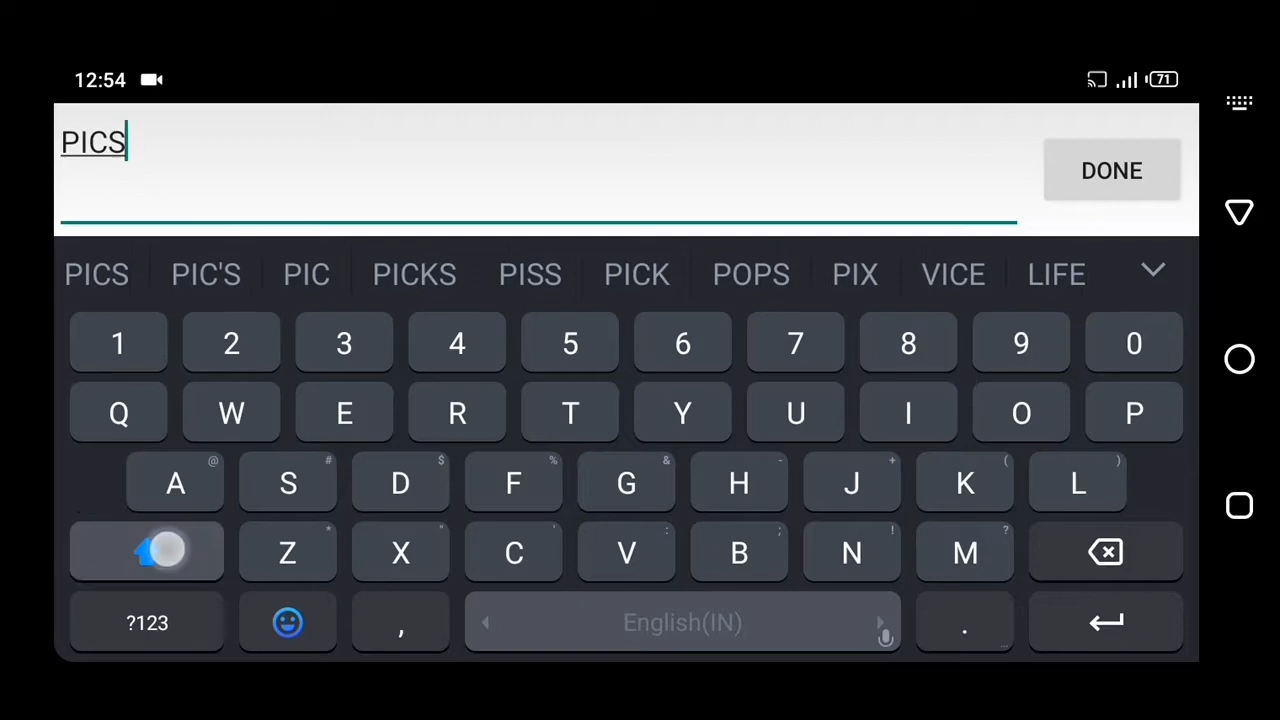 12:54 71
PICS
DONE
PICS PIC'S PIC PICKS PISS PICK POPS PIX VICE LIFE
1 2 3 4 5 6 7 8 9 0
Q W E R T Y U I O P
@ # $ % & - + ( )
A S D F G H J K L
* " ' : ; ! ?
Z X C V B N M
?123 , English(IN) . ...